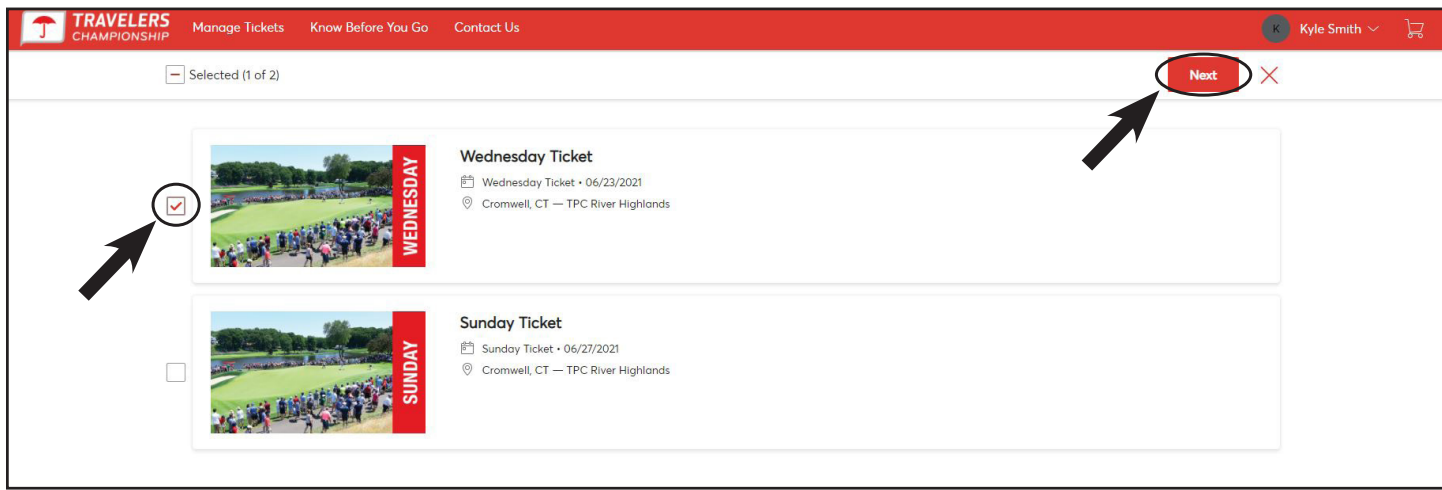 TRAVELERS
CHAMPIONSHIP
Manage Tickets Know Before You Go Contact Us
K Kyle Smith
Selected (1 of 2)
Next
WEDNESDAY
Wednesday Ticket
Wednesday Ticket • 06/23/2021
Cromwell, CT — TPC River Highlands
SUNDAY
Sunday Ticket
Sunday Ticket • 06/27/2021
Cromwell, CT — TPC River Highlands